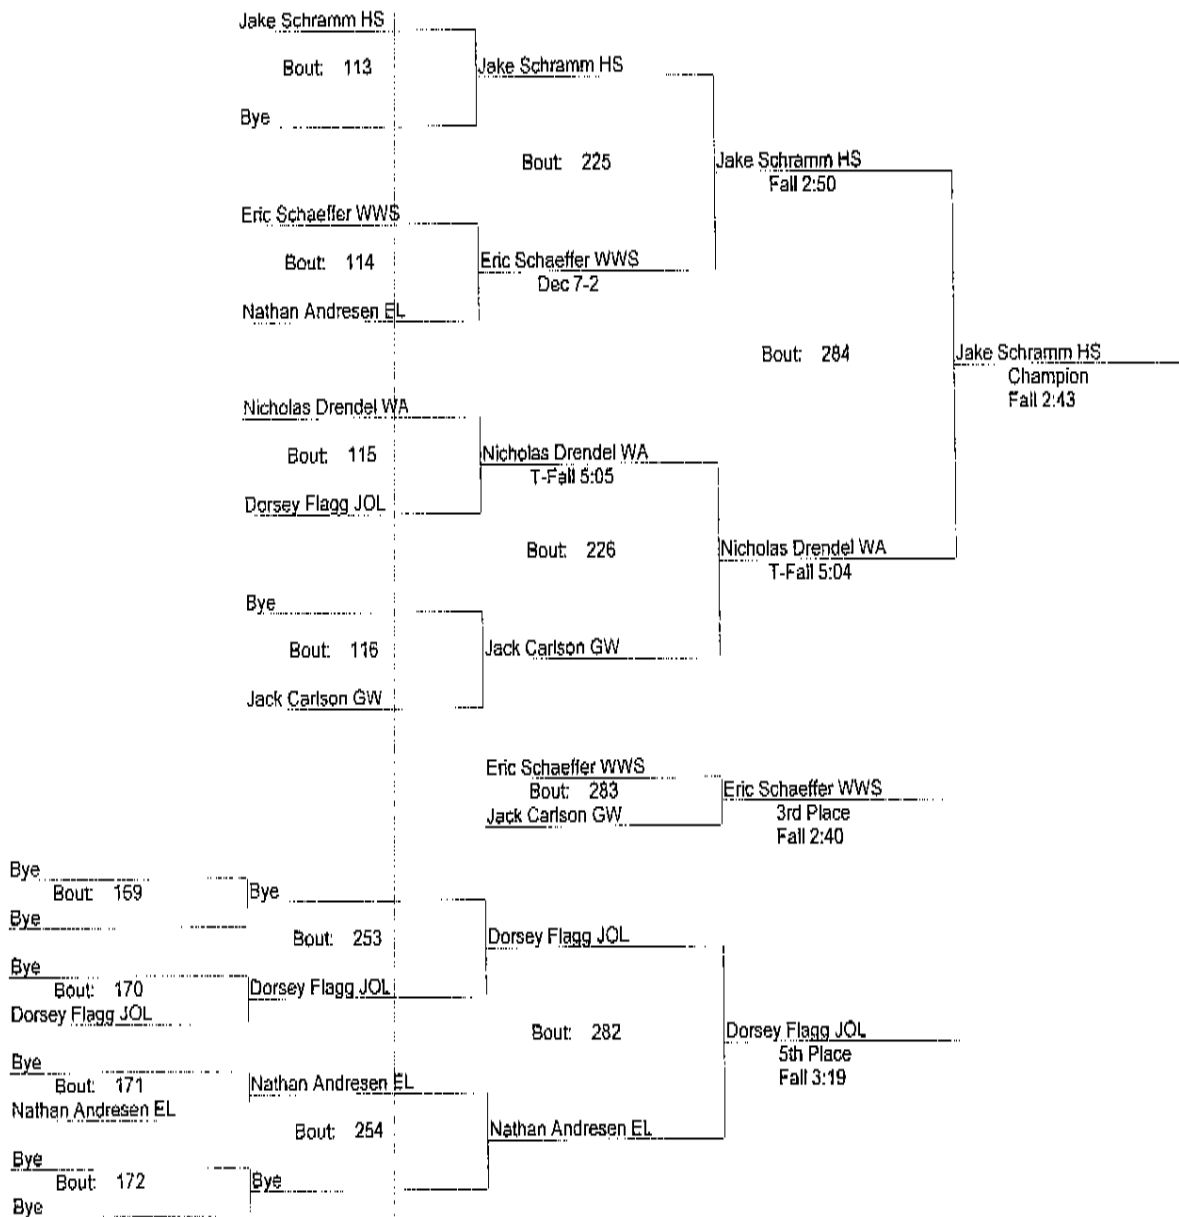 Jake Schramm HS
Bout: 113
Jake Schramm HS
Bye
Bout: 225
Jake Schramm HS
Fall 2:50
Eric Schaeffer WWS
Bout: 114
Eric Schaeffer WWS
Dec 7-2
Nathan Andresen EL
Bout: 284
Jake Schramm HS
Champion
Fall 2:43
Nicholas Drendel WA
Bout: 115
Nicholas Drendel WA
T-Fall 5:05
Dorsey Flagg JOL
Bout: 226
Nicholas Drendel WA
T-Fall 5:04
Bye
Bout: 116
Jack Carlson GW
Jack Carlson GW
Eric Schaeffer WWS
Bout: 283
Eric Schaeffer WWS
Jack Carlson GW
3rd Place
Fall 2:40
Bye
Bout: 169
Bye
Bye
Bout: 253
Dorsey Flagg JOL
Bye
Bout: 170
Dorsey Flagg JOL
Dorsey Flagg JOL
Bout: 282
Dorsey Flagg JOL
5th Place
Fall 3:19
Bye
Bout: 171
Nathan Andresen EL
Nathan Andresen EL
Bout: 254
Nathan Andresen EL
Bye
Bout: 172
Bye
Bye